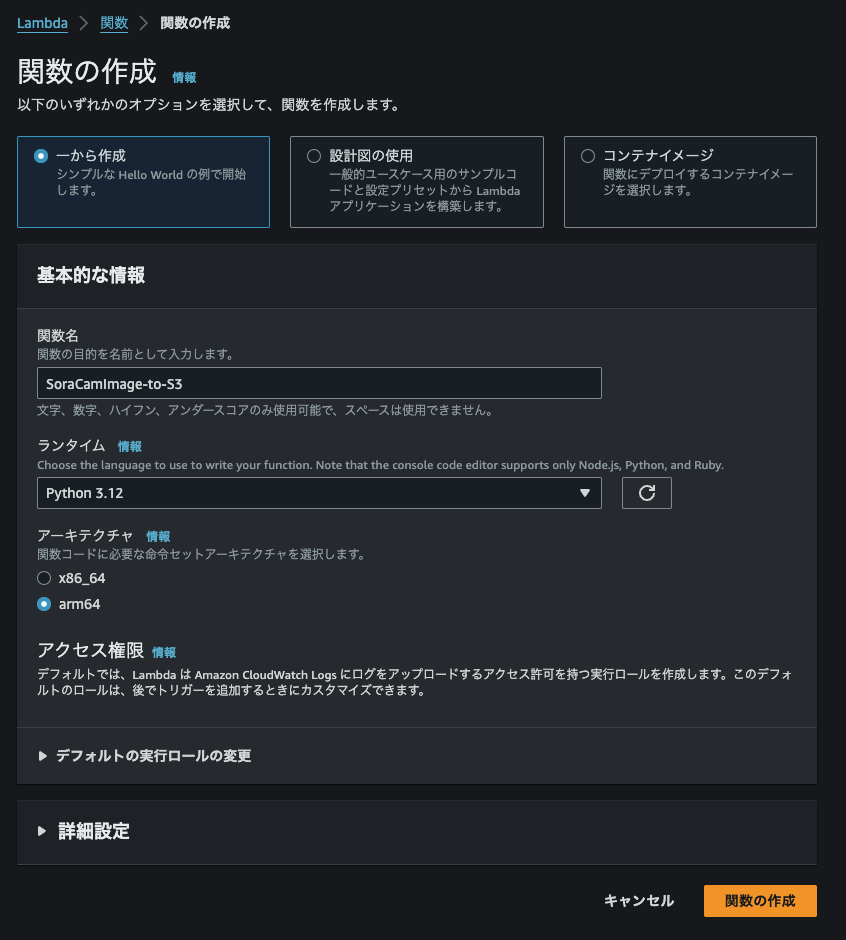 Lambda > 関数 > 関数の作成
関数の作成 情報
以下のいずれかのオプションを選択して、関数を作成します。
一から作成
シンプルな Hello World の例で開始
します。
設計図の使用
一般的ユースケース用のサンプルコ
ードと設定プリセットから Lambda
アプリケーションを構築します。
コンテナイメージ
関数にデプロイするコンテナイメー
ジを選択します。
基本的な情報
関数名
関数の目的を名前として入力します。
SoraCamImage-to-S3
文字、数字、ハイフン、アンダースコアのみ使用可能で、スペースは使用できません。
ランタイム 情報
Choose the language to use to write your function. Note that the console code editor supports only Node.js, Python, and Ruby.
Python 3.12
アーキテクチャ 情報
関数コードに必要な命令セットアーキテクチャを選択します。
x86_64
arm64
アクセス権限 情報
デフォルトでは、Lambda は Amazon CloudWatch Logs にログをアップロードするアクセス許可を持つ実行ロールを作成します。このデフォ
ルトのロールは、後でトリガーを追加するときにカスタマイズできます。
デフォルトの実行ロールの変更
詳細設定
キャンセル
関数の作成